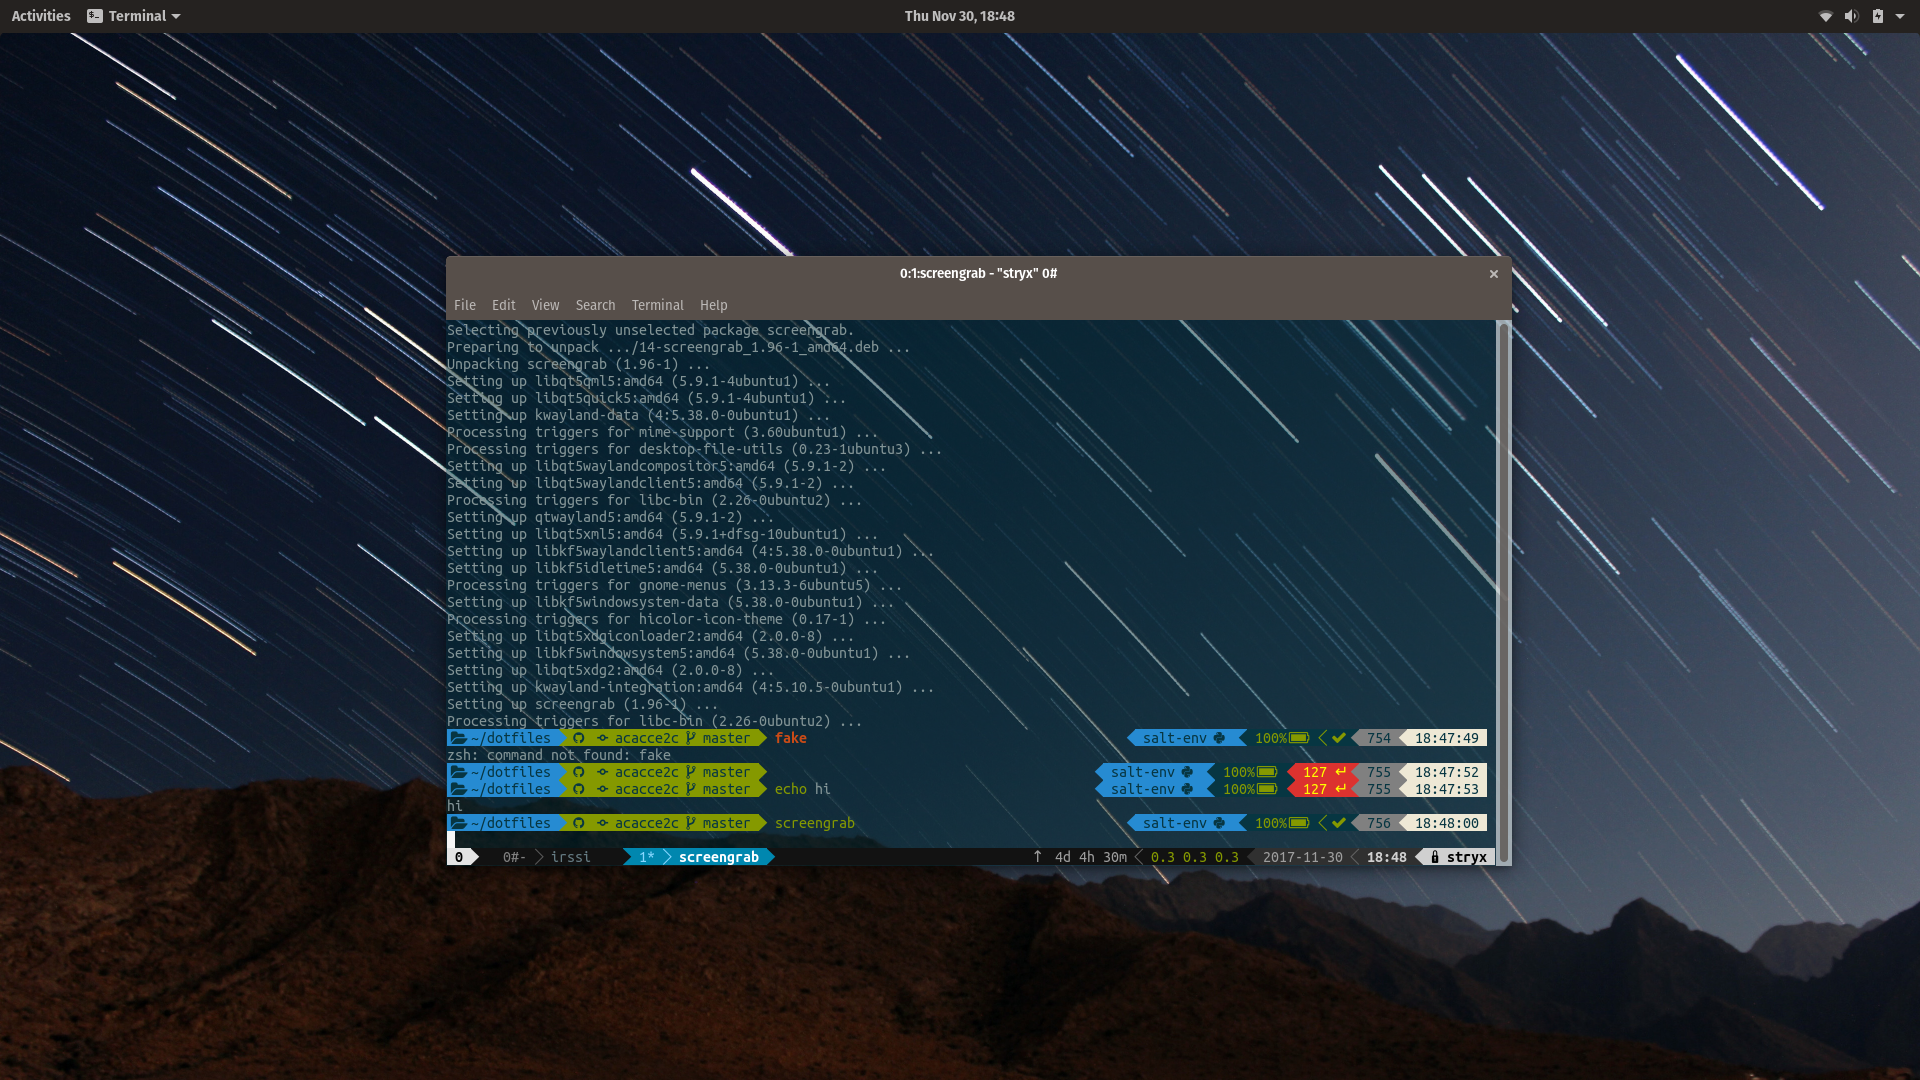 Activities Terminal Thu Nov 30, 18:48
0:1:screengrab - "stryx" 0#
File Edit View Search Terminal Help
Selecting previously unselected package screengrab.
Preparing to unpack .../14-screengrab_1.96-1_amd64.deb ...
Unpacking screengrab (1.96-1) ...
Setting up libqt5qml5:amd64 (5.9.1-4ubuntu1) ...
Setting up libqt5quick5:amd64 (5.9.1-4ubuntu1) ...
Setting up kwayland-data (4:5.38.0-0ubuntu1) ...
Processing triggers for mime-support (3.60ubuntu1) ...
Processing triggers for desktop-file-utils (0.23-1ubuntu3) ...
Setting up libqt5waylandcompositor5:amd64 (5.9.1-2) ...
Setting up libqt5waylandclient5:amd64 (5.9.1-2) ...
Processing triggers for libc-bin (2.26-0ubuntu2) ...
Setting up qtwayland5:amd64 (5.9.1-2) ...
Setting up libqt5xml5:amd64 (5.9.1+dfsg-10ubuntu1) ...
Setting up libkf5waylandclient5:amd64 (4:5.38.0-0ubuntu1) ...
Setting up libkf5idletime5:amd64 (5.38.0-0ubuntu1) ...
Processing triggers for gnome-menus (3.13.3-6ubuntu5) ...
Setting up libkf5windowsystem-data (5.38.0-0ubuntu1) ...
Processing triggers for hicolor-icon-theme (0.17-1) ...
Setting up libqt5xdgiconloader2:amd64 (2.0.0-8) ...
Setting up libkf5windowsystem5:amd64 (5.38.0-0ubuntu1) ...
Setting up libqt5xdg2:amd64 (2.0.0-8) ...
Setting up kwayland-integration:amd64 (4:5.10.5-0ubuntu1) ...
Setting up screengrab (1.96-1) ...
Processing triggers for libc-bin (2.26-0ubuntu2) ...
~/dotfiles acacce2c master fake salt-env 100% ✔ 754 18:47:49
zsh: command not found: fake
~/dotfiles acacce2c master salt-env 100% 127 ↵ 755 18:47:52
~/dotfiles acacce2c master echo hi salt-env 100% 127 ↵ 755 18:47:53
hi
~/dotfiles acacce2c master screengrab salt-env 100% ✔ 756 18:48:00
0 0#- irssi 1* screengrab ↑ 4d 4h 30m 0.3 0.3 0.3 2017-11-30 18:48 stryx